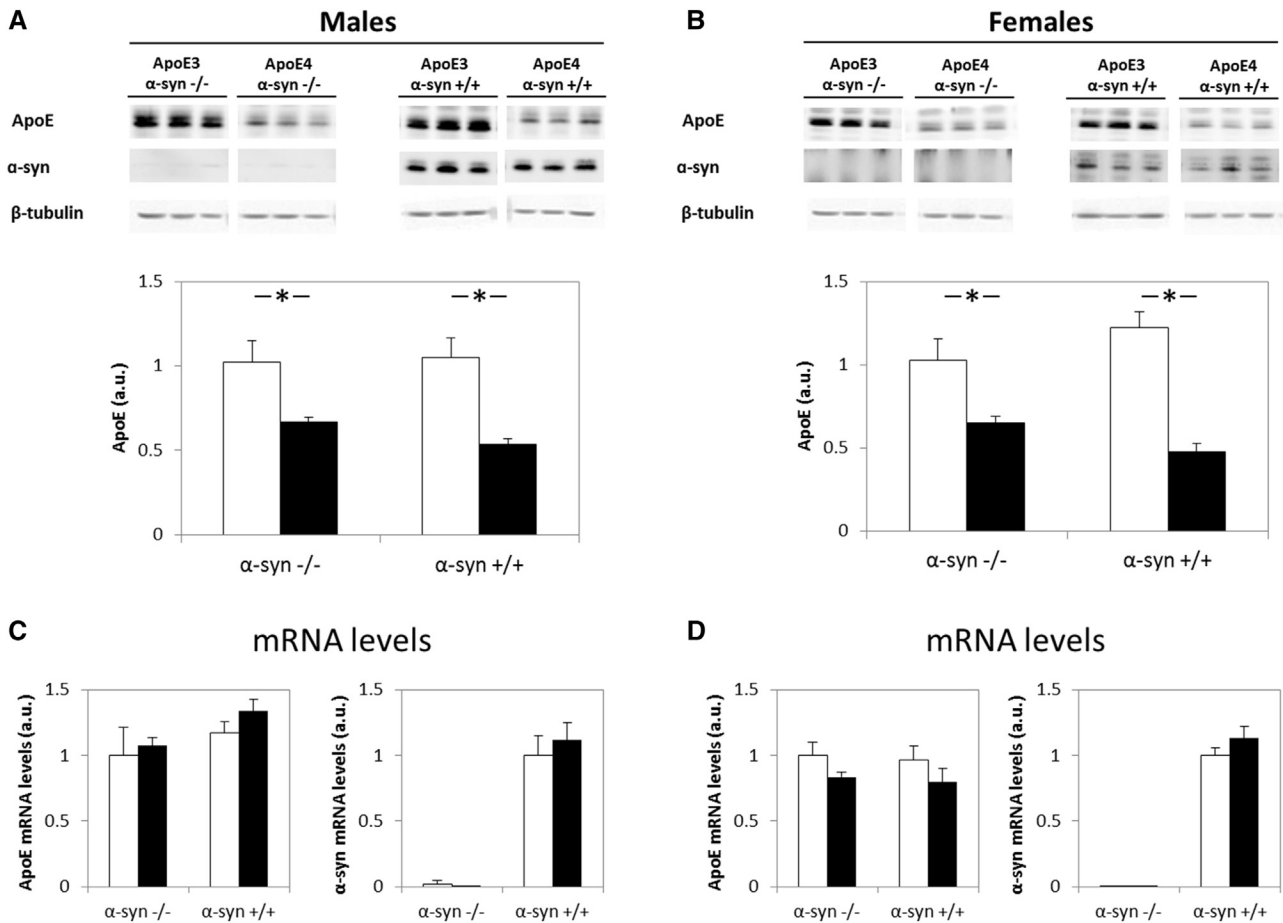 A
Males
ApoE3
α-syn -/-
ApoE4
α-syn -/-
ApoE3
α-syn +/+
ApoE4
α-syn +/+
ApoE
α-syn
β-tubulin
1.5
1
0.5
0
ApoE (a.u.)
*
*
α-syn -/-
α-syn +/+
B
Females
ApoE3
α-syn -/-
ApoE4
α-syn -/-
ApoE3
α-syn +/+
ApoE4
α-syn +/+
ApoE
α-syn
β-tubulin
1.5
1
0.5
0
ApoE (a.u.)
*
*
α-syn -/-
α-syn +/+
C
mRNA levels
ApoE mRNA levels (a.u.)
1.5
1
0.5
0
α-syn -/-
α-syn +/+
α-syn mRNA levels (a.u.)
1.5
1
0.5
0
α-syn -/-
α-syn +/+
D
mRNA levels
ApoE mRNA levels (a.u.)
1.5
1
0.5
0
α-syn -/-
α-syn +/+
α-syn mRNA levels (a.u.)
1.5
1
0.5
0
α-syn -/-
α-syn +/+